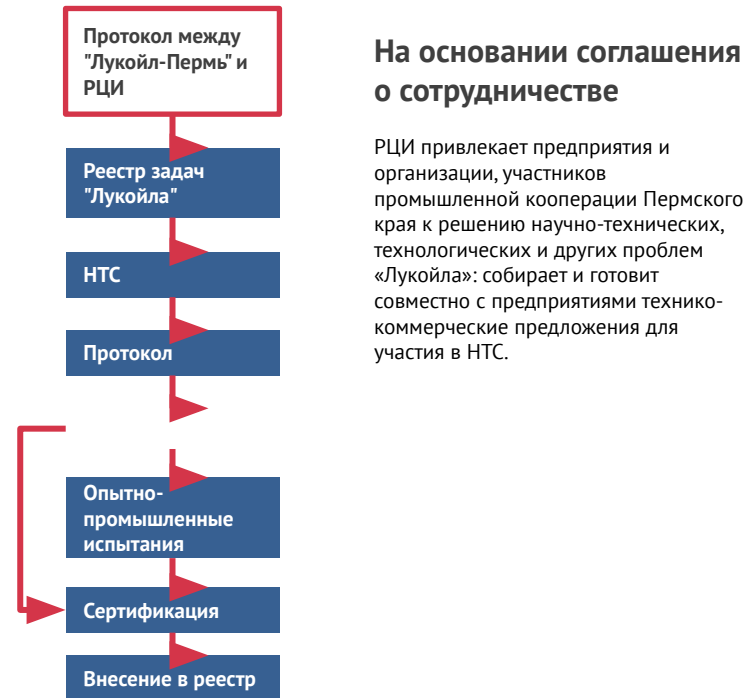 Протокол между
"Лукойл-Пермь" и
РЦИ
Реестр задач
"Лукойла"
НТС
Протокол
Опытно-
промышленные
испытания
Сертификация
Внесение в реестр
На основании соглашения
о сотрудничестве
РЦИ привлекает предприятия и
организации, участников
промышленной кооперации Пермского
края к решению научно-технических,
технологических и других проблем
«Лукойла»: собирает и готовит
совместно с предприятиями технико-
коммерческие предложения для
участия в НТС.